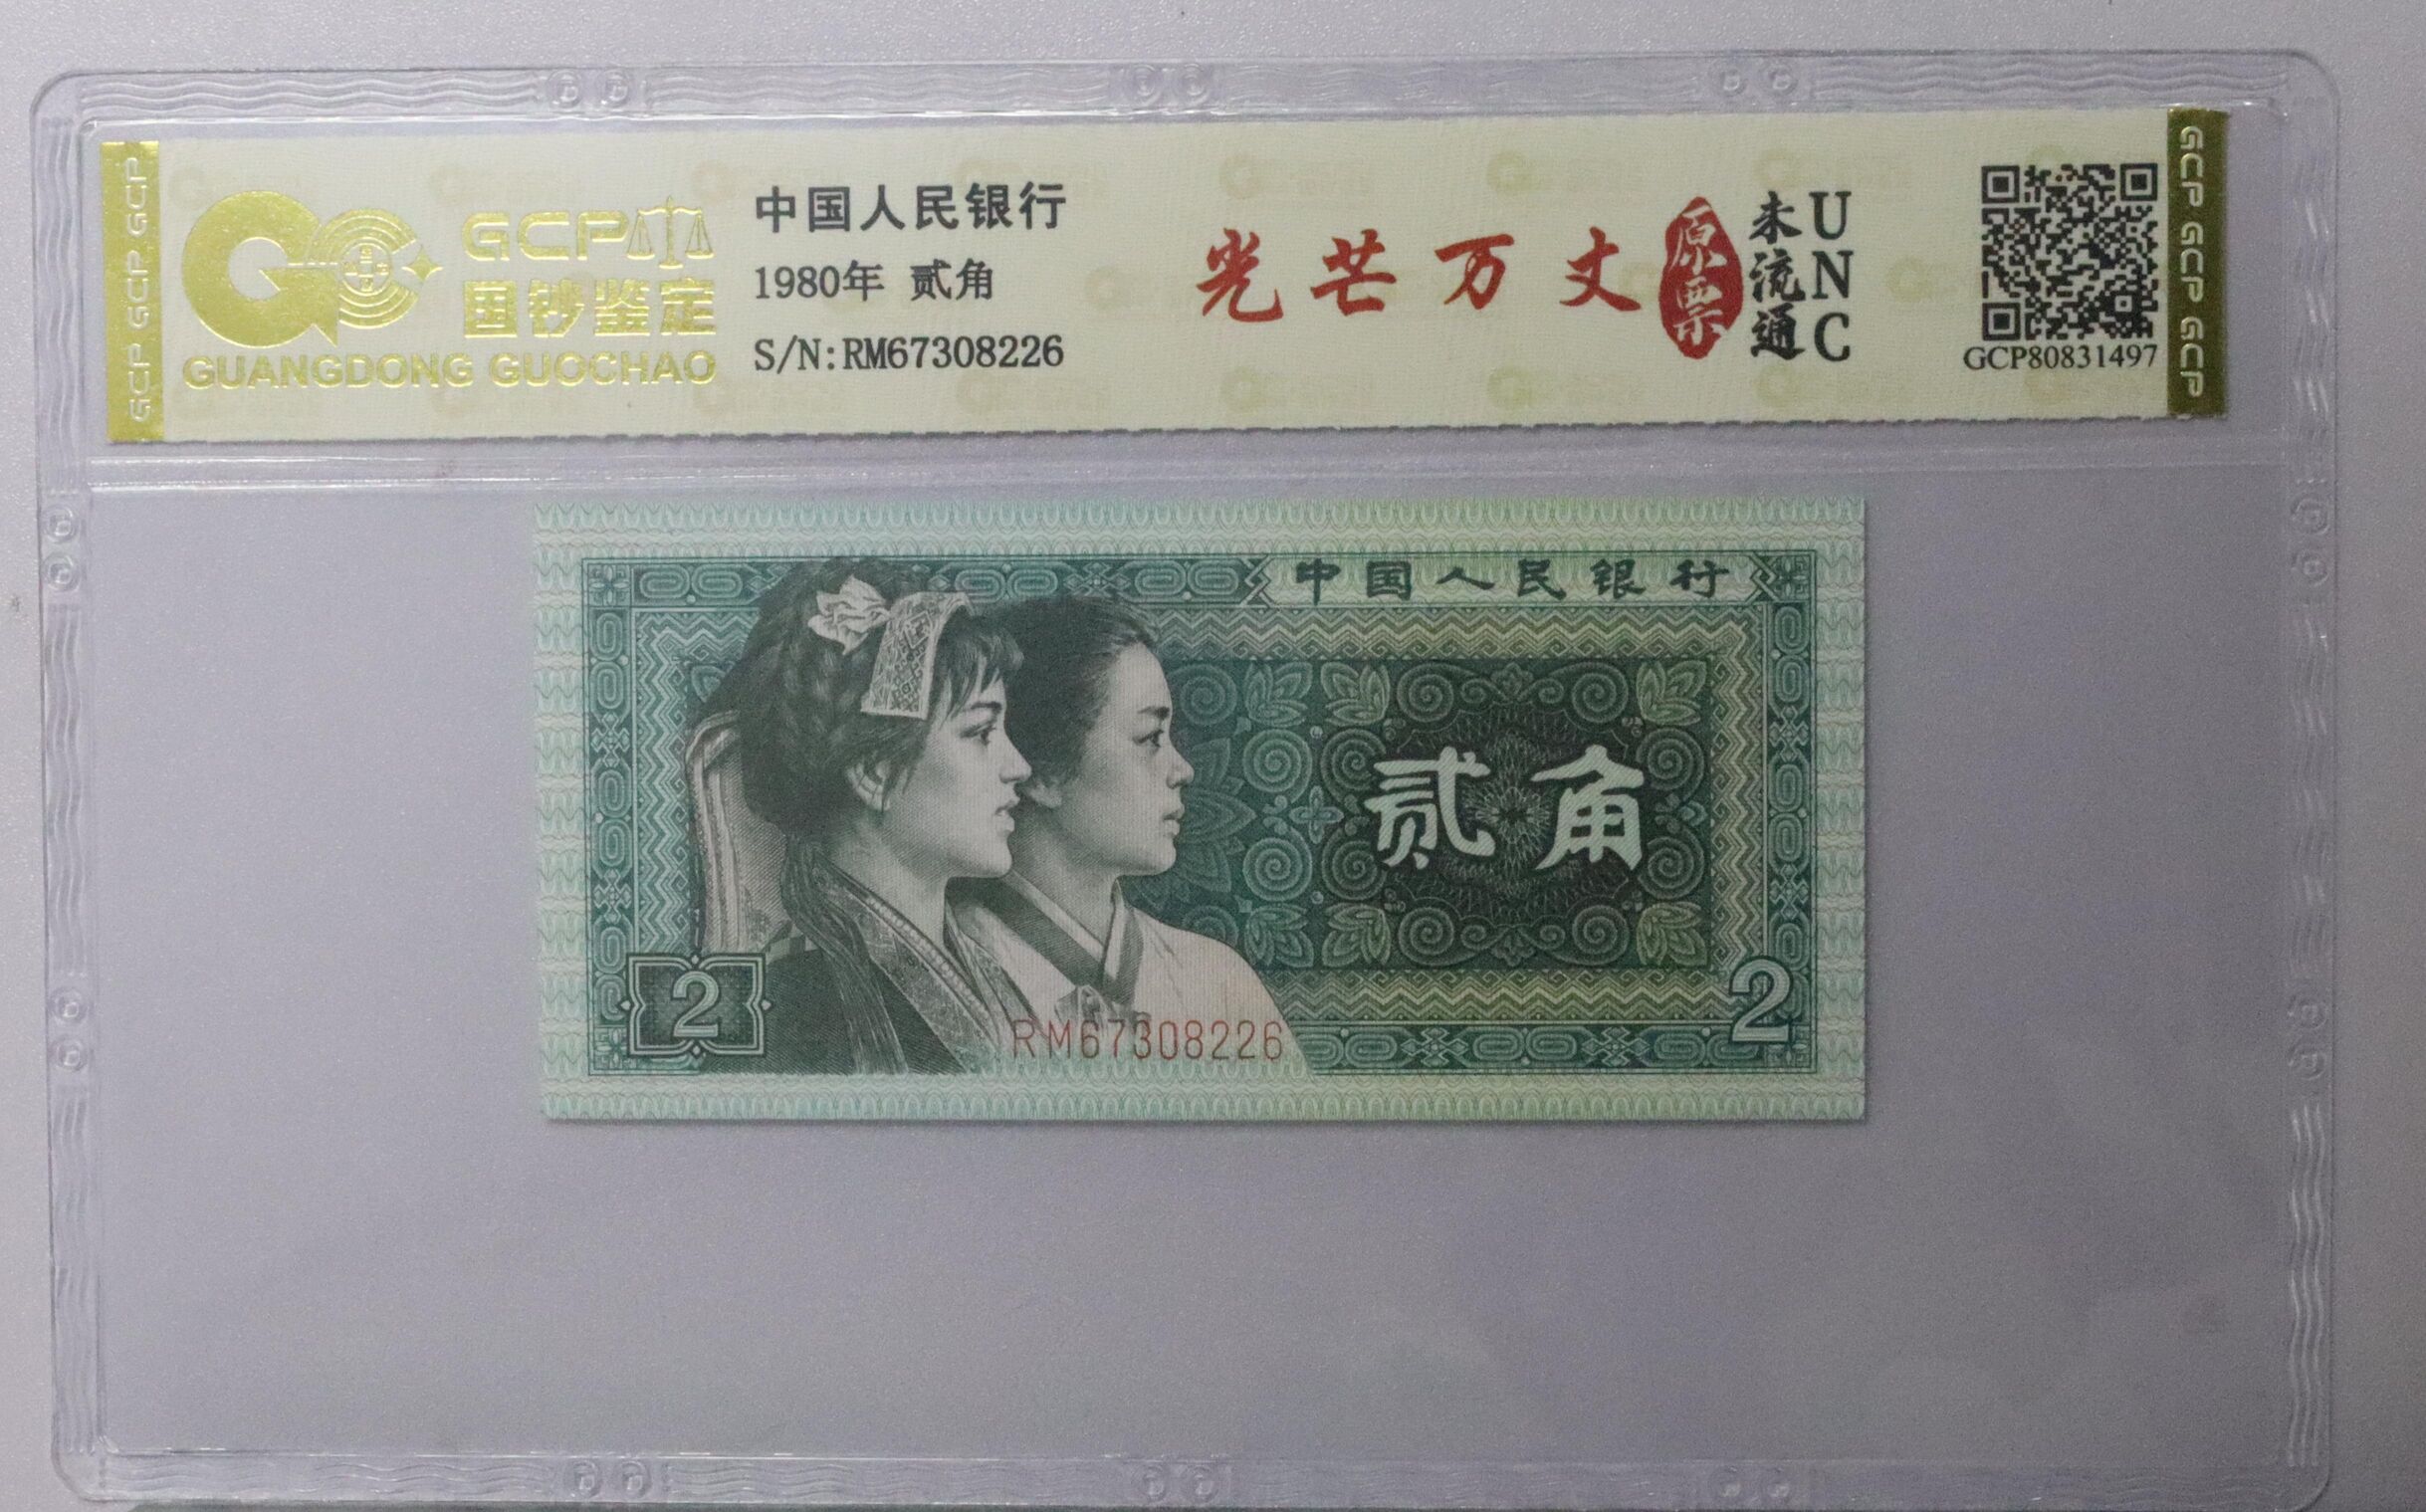 GCP GCP GCP
GCP
国钞鉴定
GUANGDONG GUOCHAO
中国人民银行
1980年 贰角
S/N:RM67308226
光芒万丈
原票
未流通
UNC
GCP80831497
GCP GCP GCP
中国人民银行
贰角
2
2
RM67308226